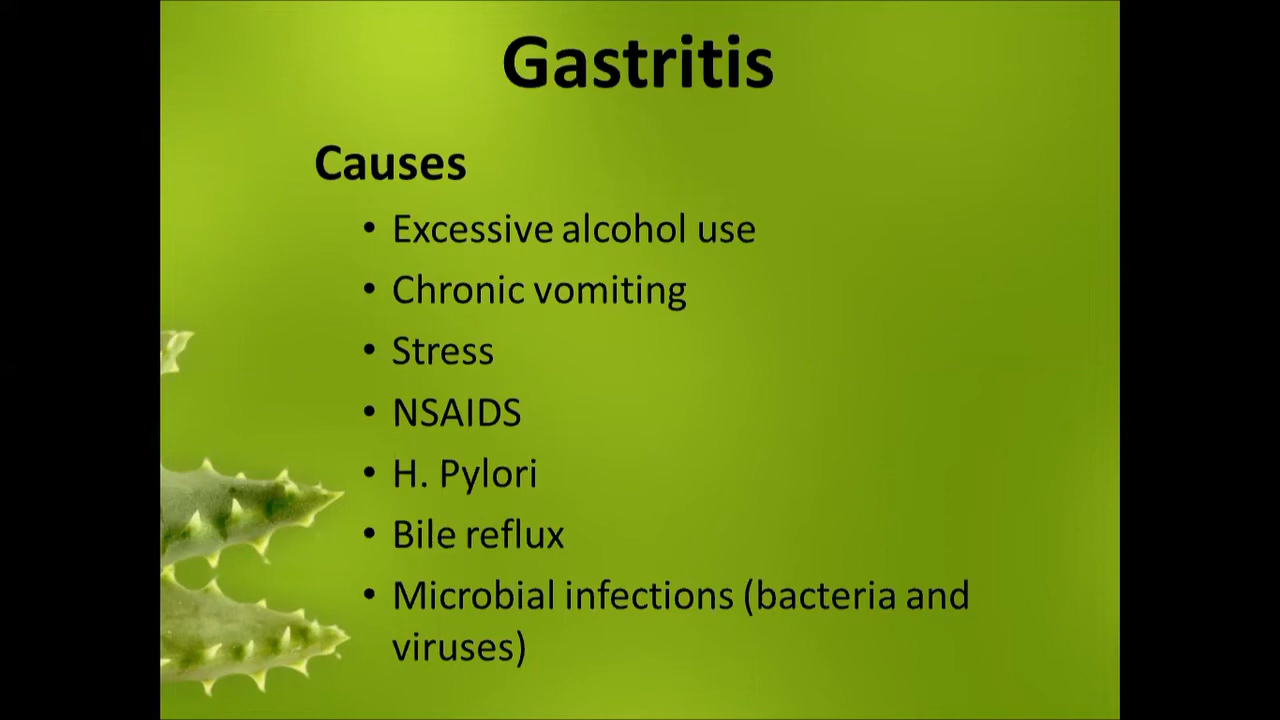 Gastritis
Causes
• Excessive alcohol use
• Chronic vomiting
• Stress
• NSAIDS
• H. Pylori
• Bile reflux
• Microbial infections (bacteria and
viruses)